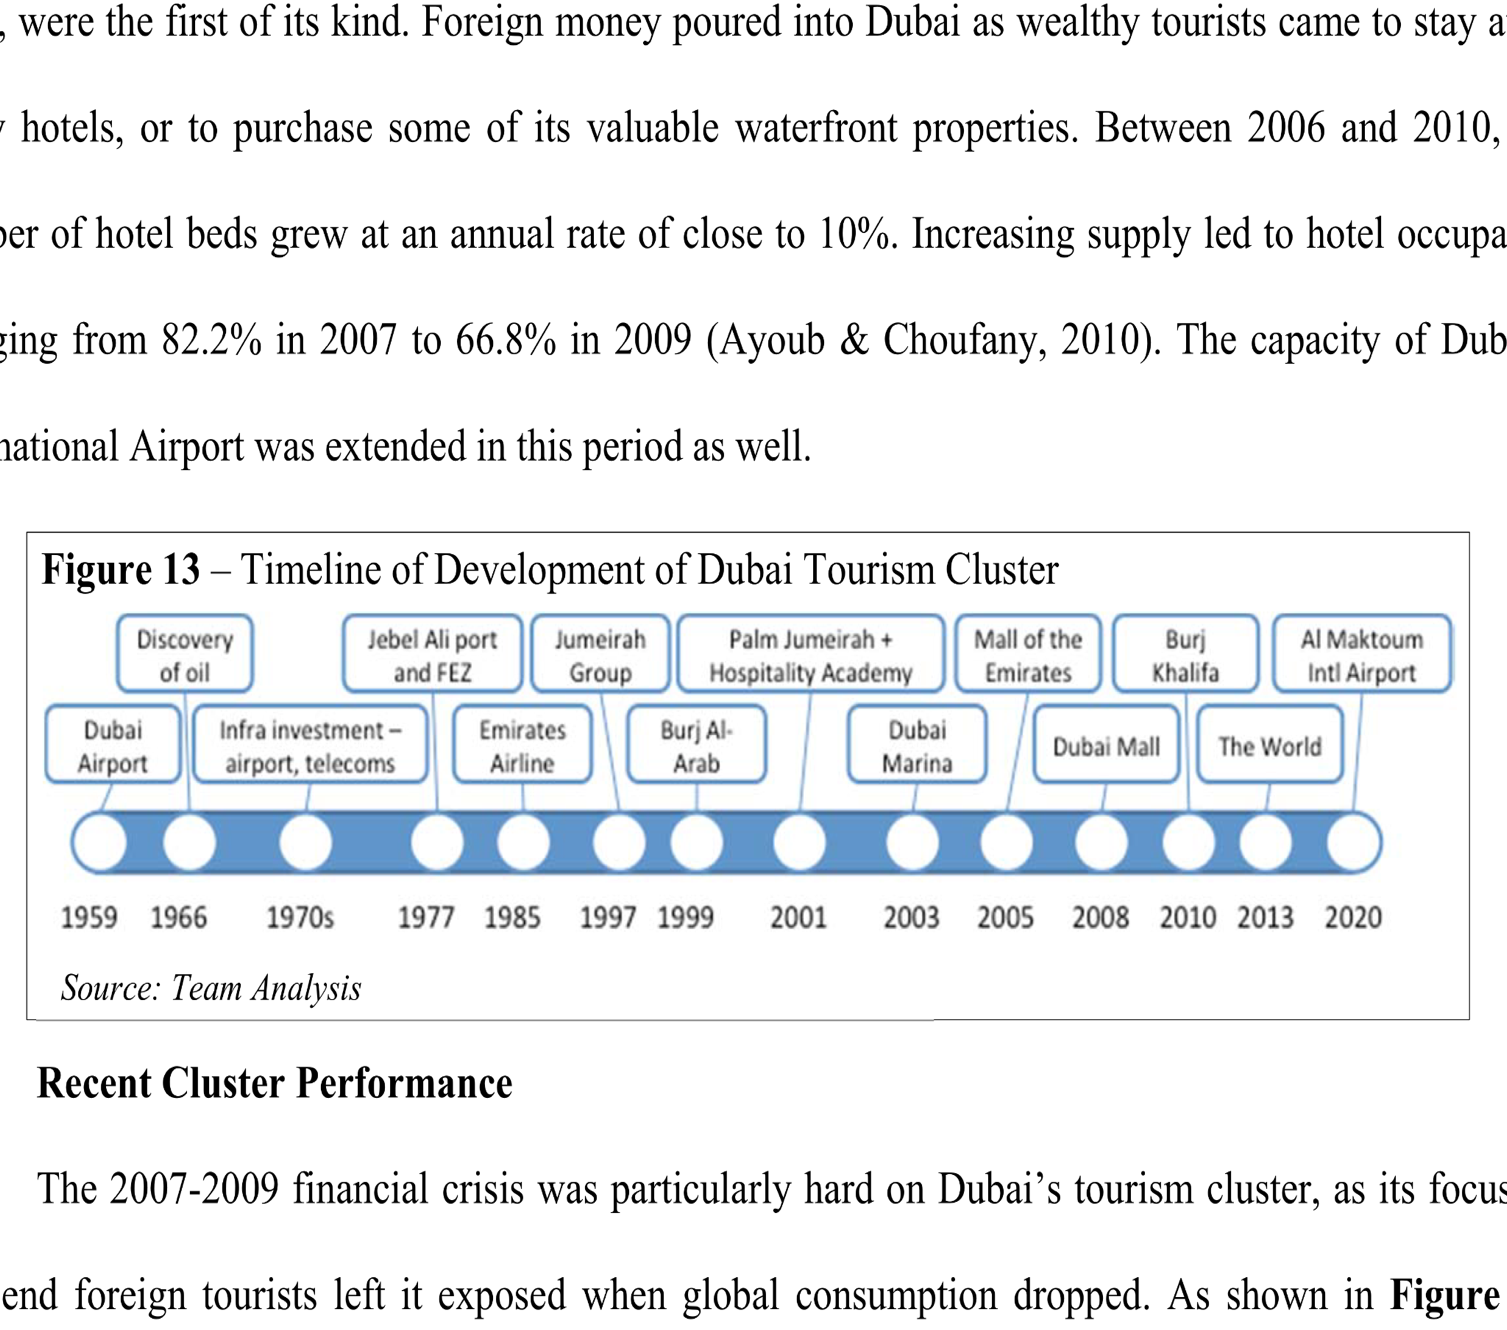 , were the first of its kind. Foreign money poured into Dubai as wealthy tourists came to stay a
hotels, or to purchase some of its valuable waterfront properties. Between 2006 and 2010,
ber of hotel beds grew at an annual rate of close to 10%. Increasing supply led to hotel occupa
ging from 82.2% in 2007 to 66.8% in 2009 (Ayoub & Choufany, 2010). The capacity of Dub
national Airport was extended in this period as well.
Figure 13 – Timeline of Development of Dubai Tourism Cluster
Discovery
of oil
Jebel Ali port
and FEZ
Jumeirah
Group
Palm Jumeirah +
Hospitality Academy
Mall of the
Emirates
Burj
Khalifa
Al Maktoum
Intl Airport
Dubai
Airport
Infra investment –
airport, telecoms
Emirates
Airline
Burj Al-
Arab
Dubai
Marina
Dubai Mall
The World
1959 1966 1970s 1977 1985 1997 1999 2001 2003 2005 2008 2010 2013 2020
Source: Team Analysis
Recent Cluster Performance
The 2007-2009 financial crisis was particularly hard on Dubai’s tourism cluster, as its focus
end foreign tourists left it exposed when global consumption dropped. As shown in Figure